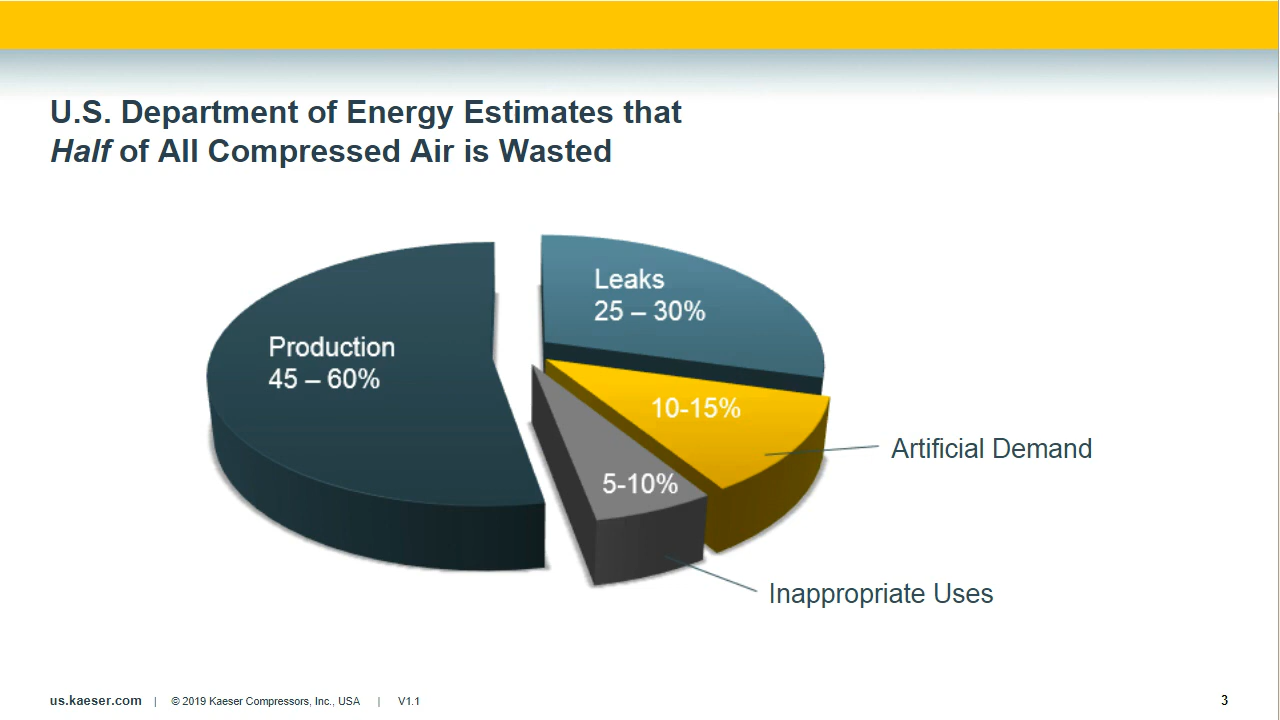 U.S. Department of Energy Estimates that
Half of All Compressed Air is Wasted
Leaks
25 – 30%
Production
45 – 60%
10-15%
Artificial Demand
5-10%
Inappropriate Uses
us.kaeser.com | © 2019 Kaeser Compressors, Inc., USA | V1.1
3